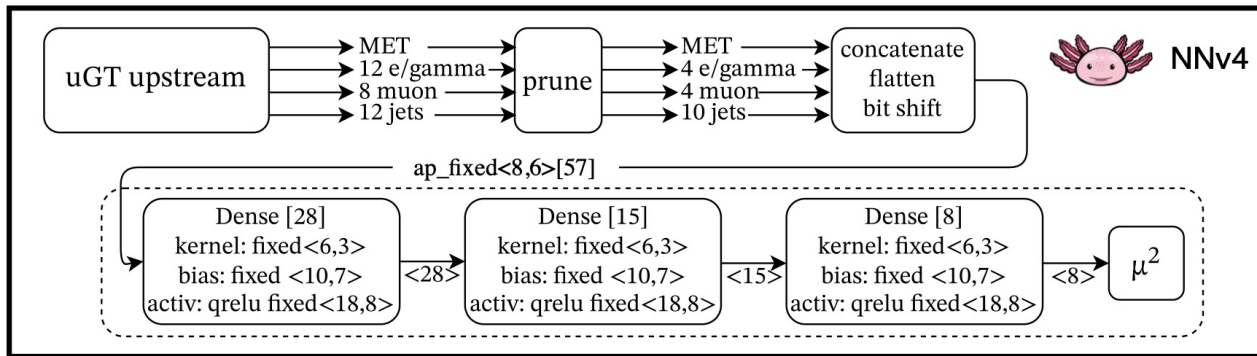 uGT upstream
MET
12 e/gamma
8 muon
12 jets
prune
MET
4 e/gamma
4 muon
10 jets
concatenate
flatten
bit shift
NNv4
ap_fixed<8,6>[57]
Dense [28]
kernel: fixed<6,3>
bias: fixed <10,7>
activ: qrelu fixed<18,8>
<28>
Dense [15]
kernel: fixed<6,3>
bias: fixed <10,7>
activ: qrelu fixed<18,8>
<15>
Dense [8]
kernel: fixed<6,3>
bias: fixed <10,7>
activ: qrelu fixed<18,8>
<8>
μ²